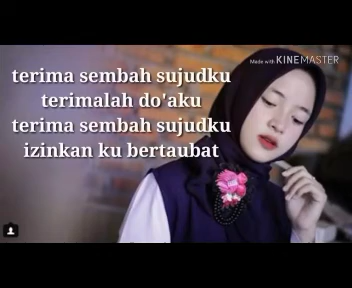 Made with KINEMASTER
terima sembah sujudku
terimalah do'aku
terima sembah sujudku
izinkan ku bertaubat